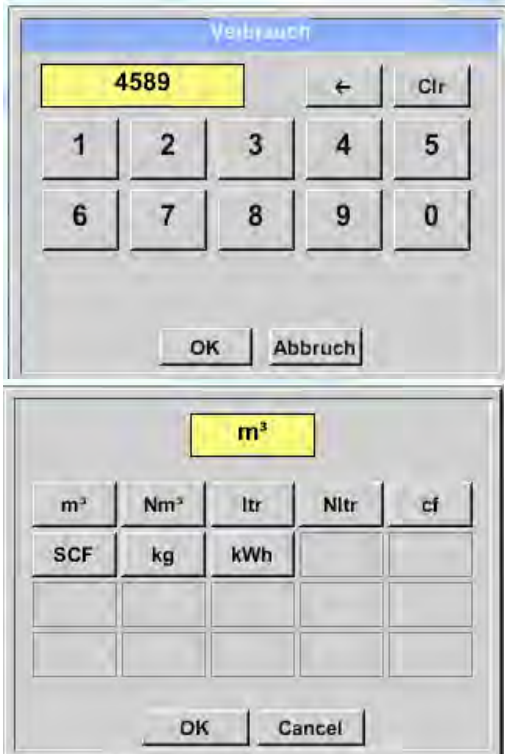 Verbrauch
4589 ← Clr
1 2 3 4 5
6 7 8 9 0
OK Abbruch
m³
m³ Nm³ ltr Nltr cf
SCF kg kWh
OK Cancel